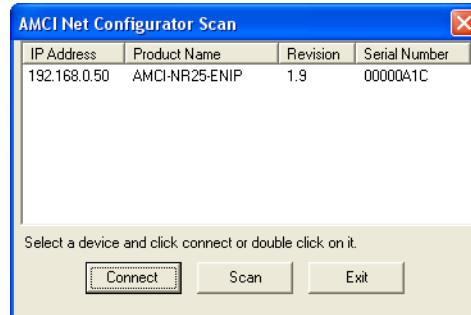 AMCI Net Configurator Scan
IP Address Product Name Revision Serial Number
192.168.0.50 AMCI-NR25-ENIP 1.9 00000A1C
Select a device and click connect or double click on it.
Connect Scan Exit